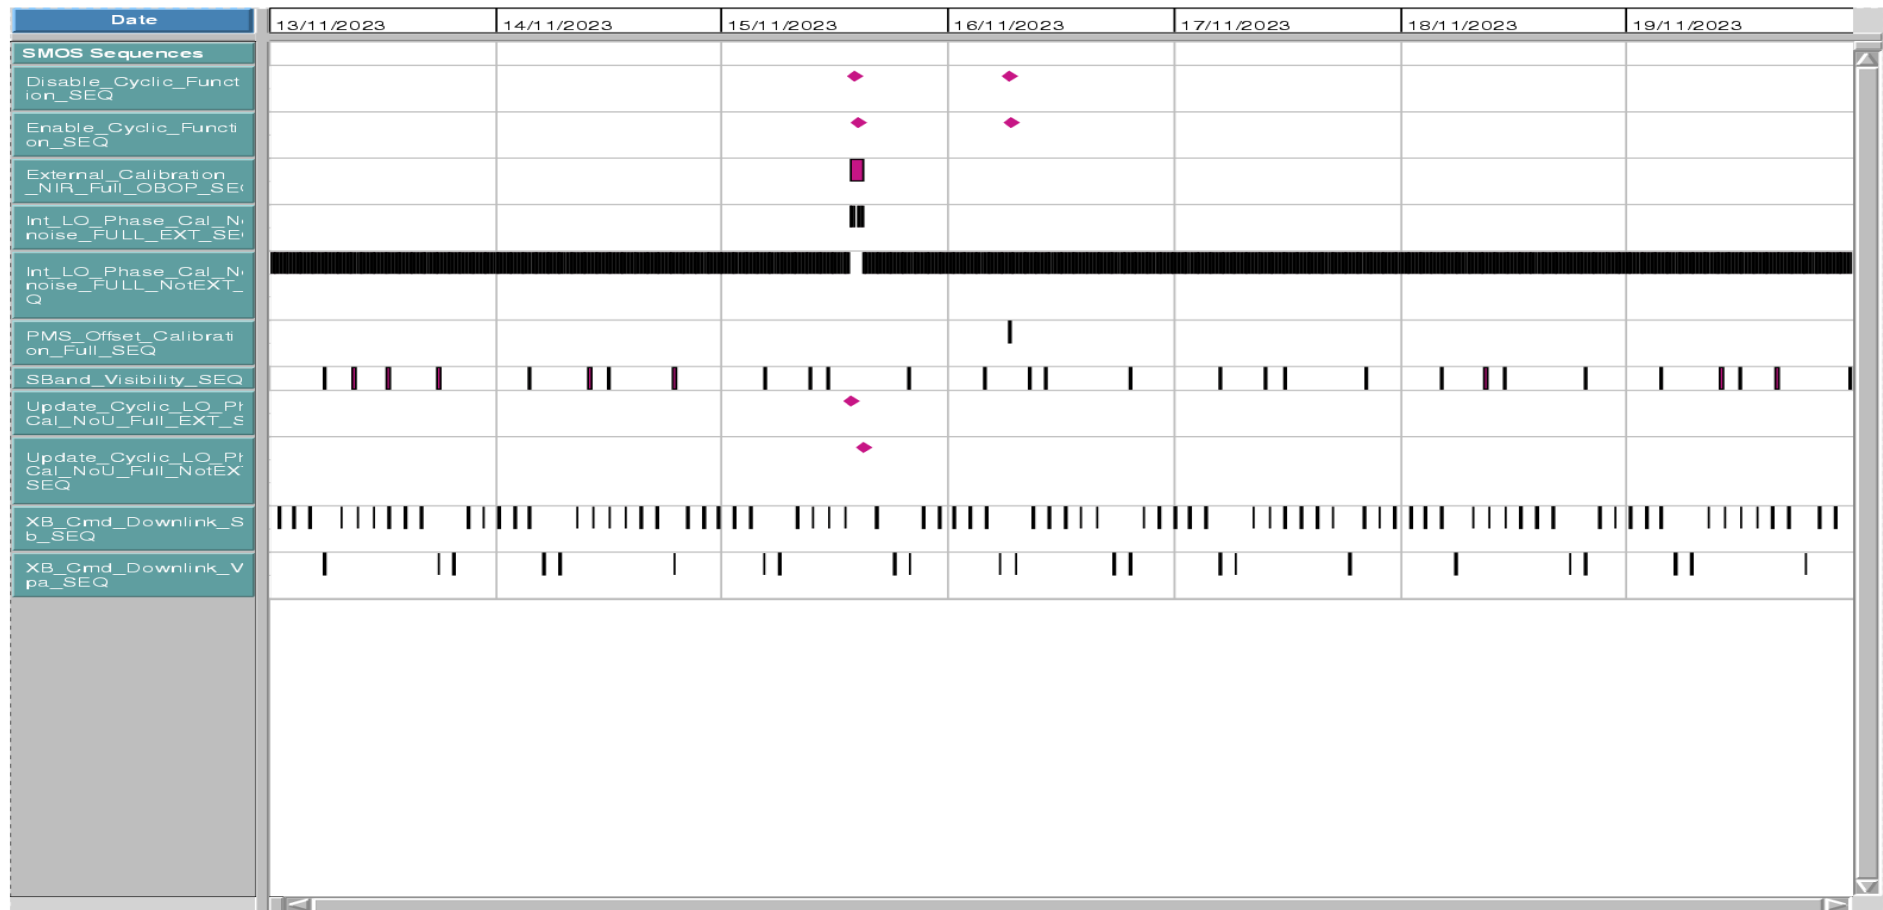 Date
13/11/2023 14/11/2023 15/11/2023 16/11/2023 17/11/2023 18/11/2023 19/11/2023
SMOS Sequences
Disable_Cyclic_Funct
ion_SEQ
Enable_Cyclic_Functi
on_SEQ
External_Calibration
_NIR_Full_OBOP_SE
Int_LO_Phase_Cal_N
noise_FULL_EXT_SE
Int_LO_Phase_Cal_N
noise_FULL_NotEXT_
Q
PMS_Offset_Calibrati
on_Full_SEQ
SBand_Visibility_SEQ
Update_Cyclic_LO_Ph
Cal_NoU_Full_EXT_S
Update_Cyclic_LO_Ph
Cal_NoU_Full_NotEX
SEQ
XB_Cmd_Downlink_S
b_SEQ
XB_Cmd_Downlink_V
pa_SEQ